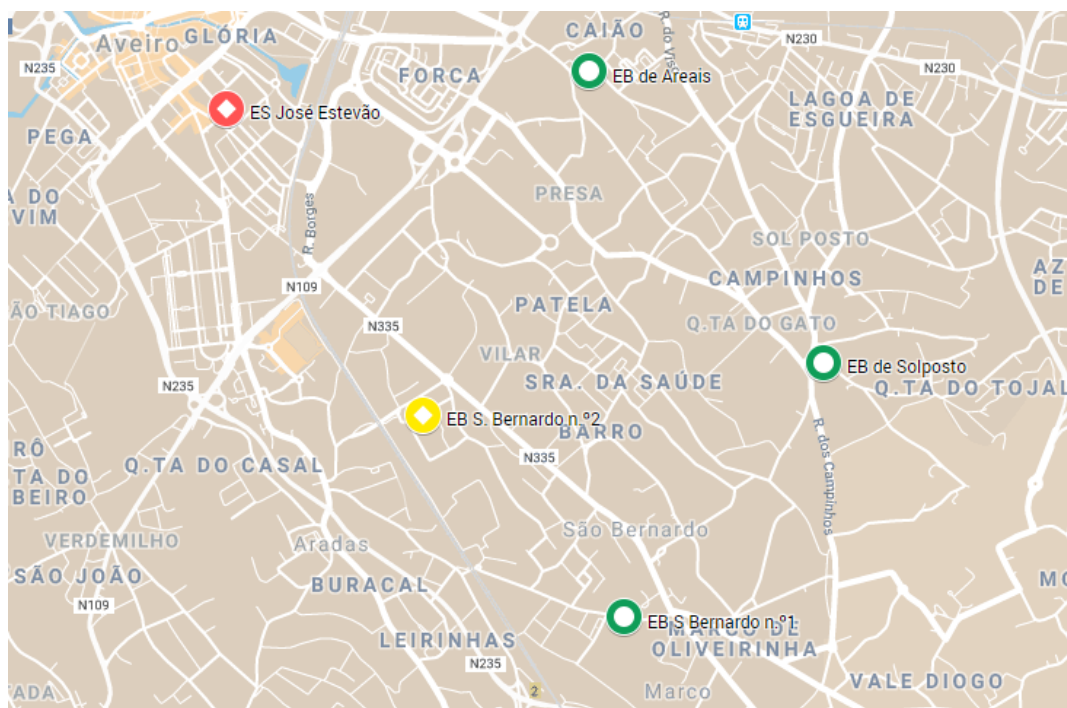 CAIÃO
GLÓRIA
Aveiro
R. do Viso
N230
N235
FORCA
EB de Areais
N230
LAGOA DE
ESGUEIRA
ES José Estevão
PEGA
PRESA
A DO
VIM
R. Borges
SOL POSTO
AZ
DE
CAMPINHOS
N109
ÃO TIAGO
PATELA
N335
Q.TA DO GATO
VILAR
EB de Solposto
N235
SRA. DA SAÚDE
Q.TA DO TOJAL
EB S. Bernardo n.º2
BARRO
RÔ
N335
Q.TA DO CASAL
TA DO
BEIRO
R. dos Campinhos
São Bernardo
VERDEMILHO
Aradas
SÃO JOÃO
BURACAL
MO
N109
EB S Bernardo n.º1
MARCO DE
OLIVEIRINHA
LEIRINHAS
N235
VALE DIOGO
TADA
2
Marco